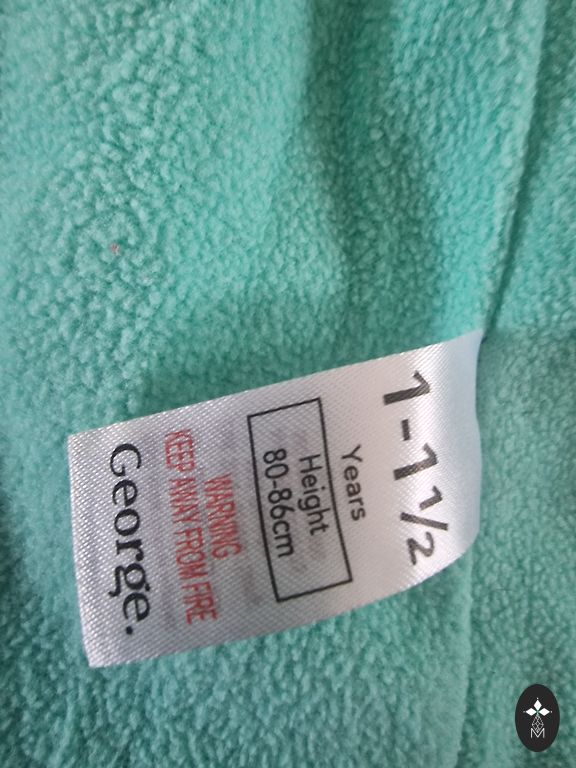 1-1½
Years
Height
80-86cm
WARNING
KEEP AWAY FROM FIRE
George.
M